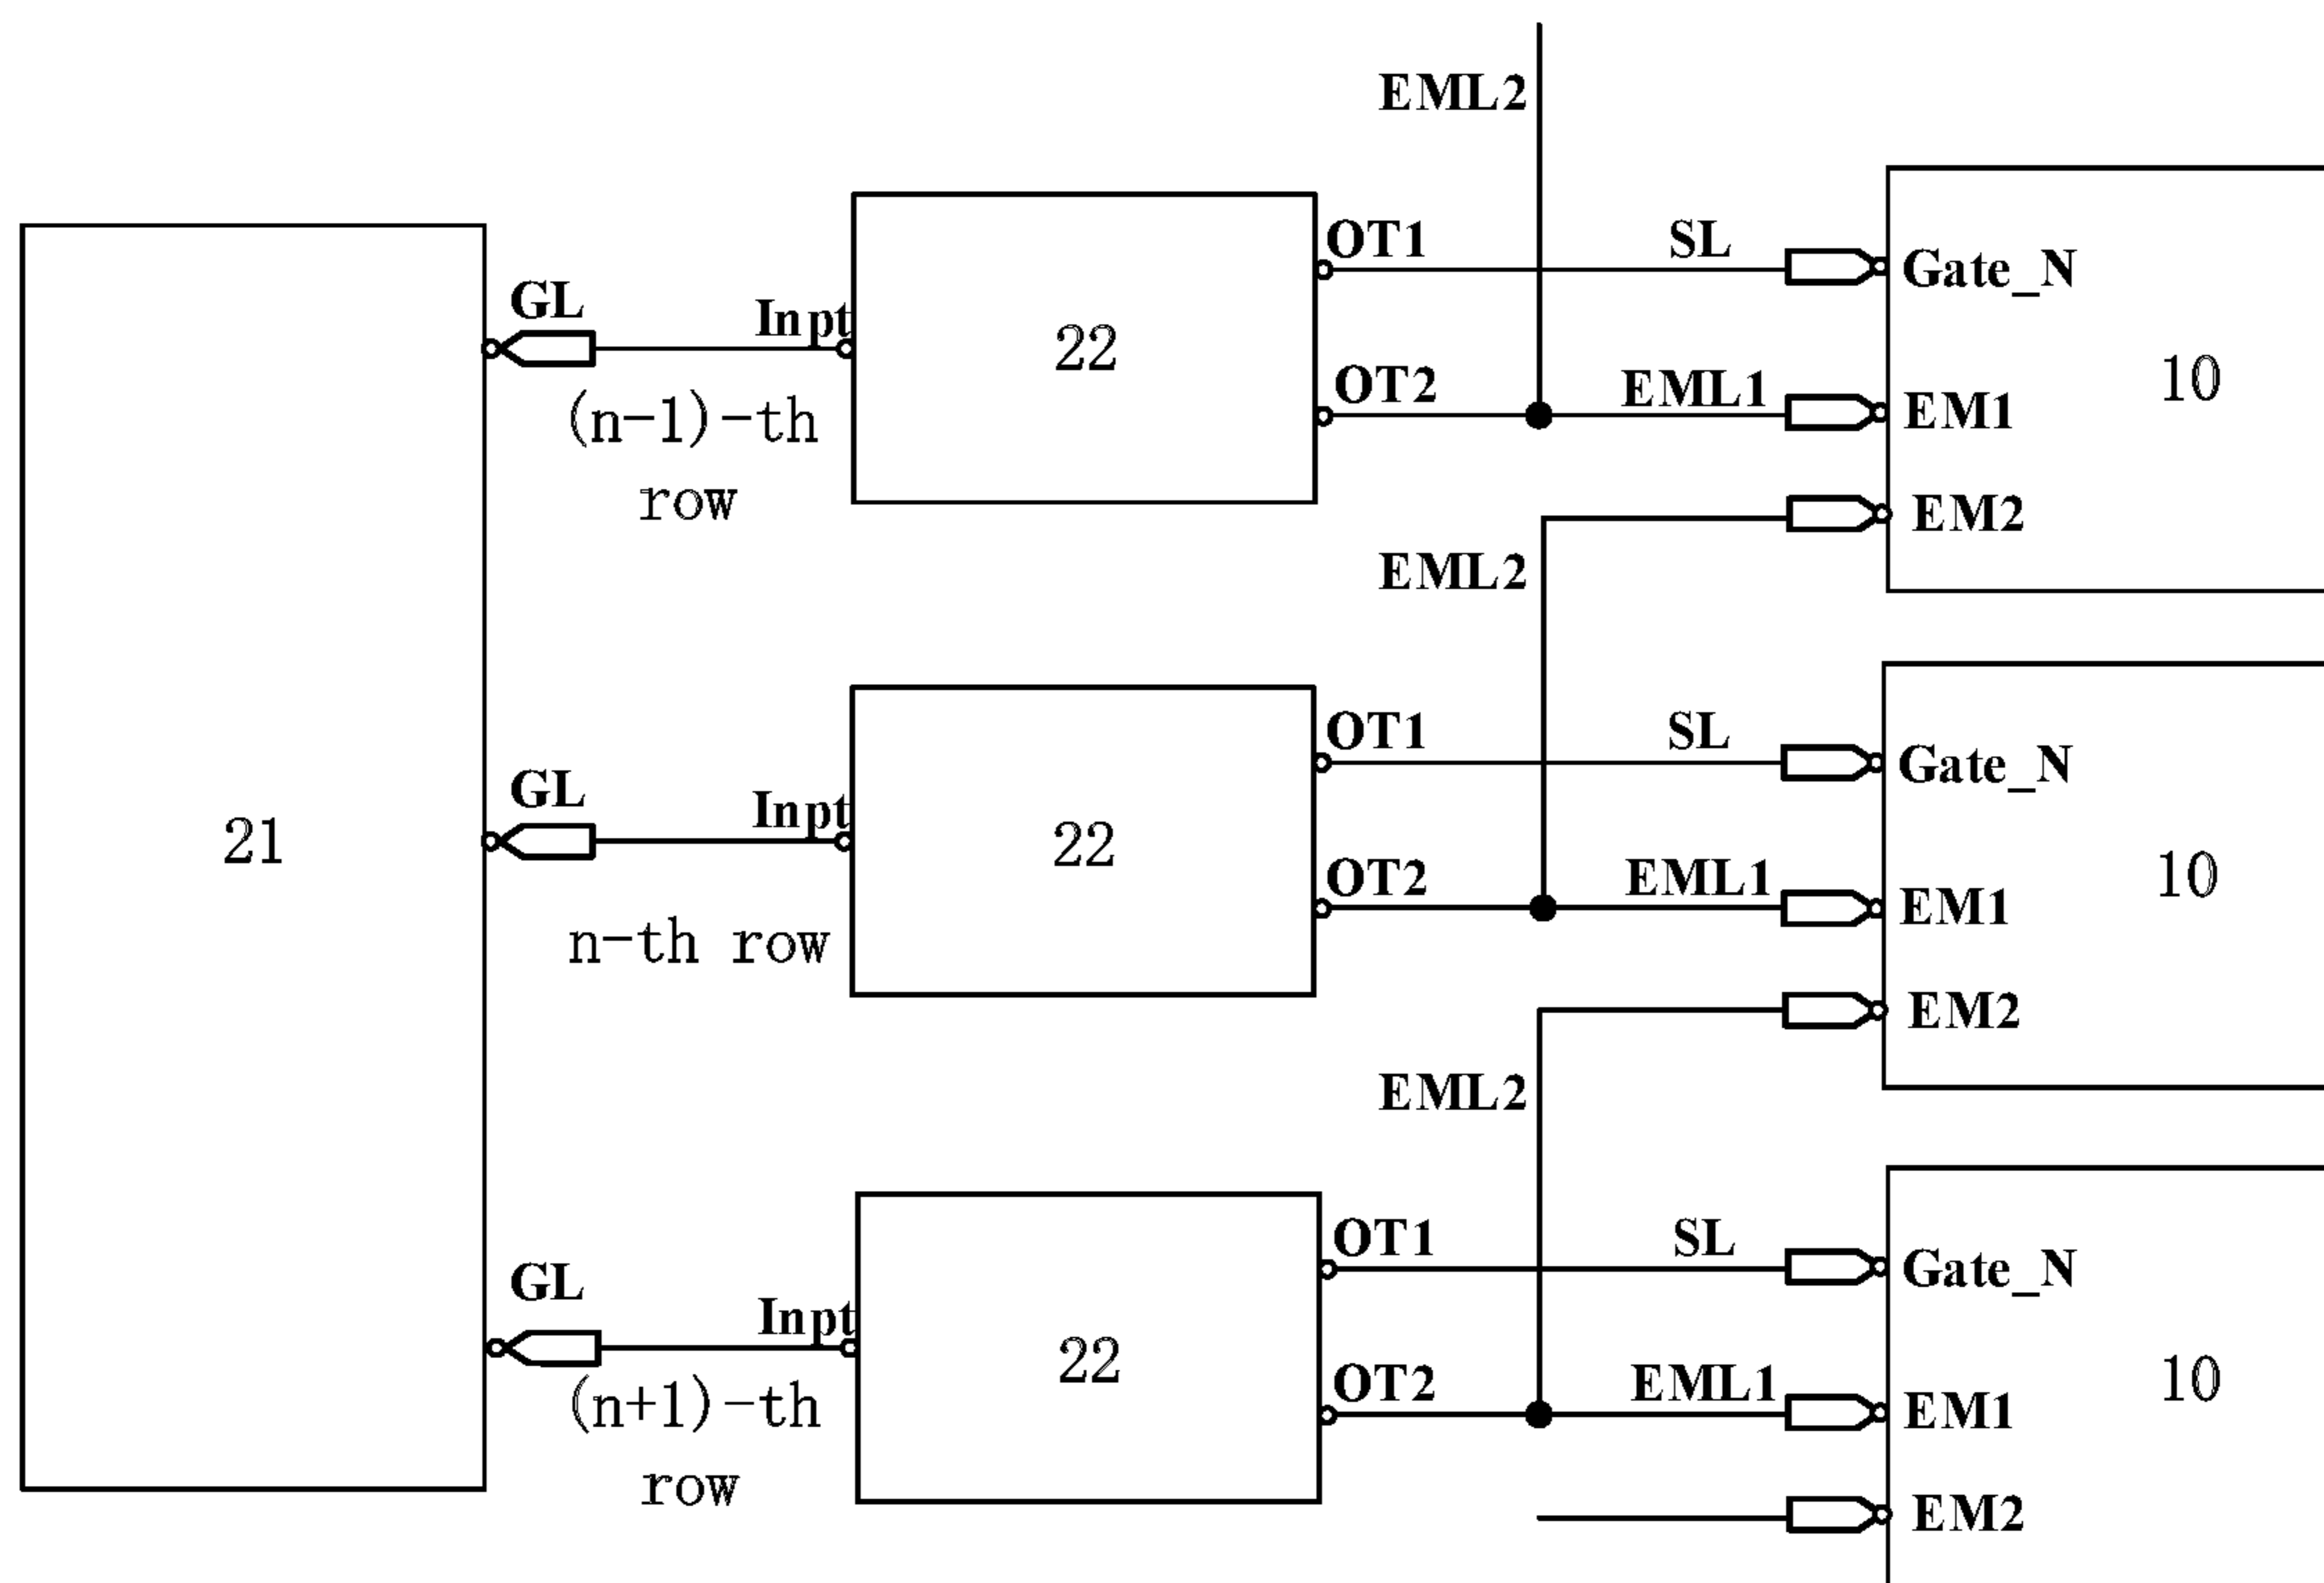 EML2
OT1 SL Gate_N
GL Inpt 22 10
OT2 EML1 EM1
(n-1)-th
row
EM2
EML2
OT1 SL Gate_N
GL Inpt
21 22 10
OT2 EML1 EM1
n-th row
EM2
EML2
OT1 SL Gate_N
GL Inpt 22 10
OT2 EML1 EM1
(n+1)-th
row
EM2